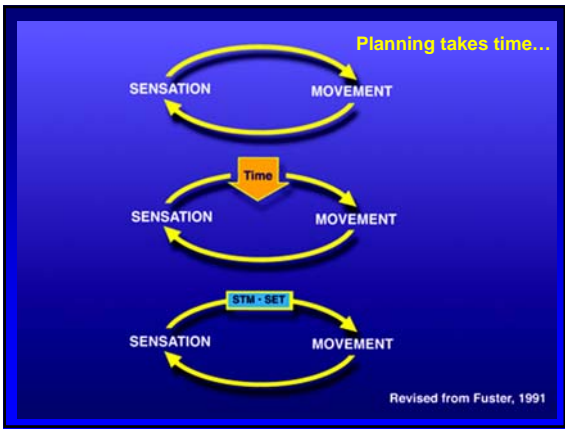 Planning takes time…
SENSATION
MOVEMENT
Time
SENSATION
MOVEMENT
STM • SET
SENSATION
MOVEMENT
Revised from Fuster, 1991